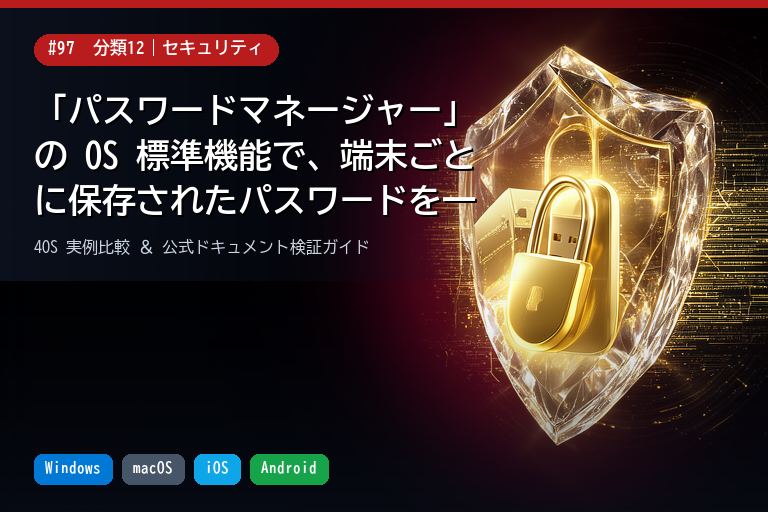 #97 分類12｜セキュリティ
「パスワードマネージャー」
の OS 標準機能で、端末ごと
に保存されたパスワードを一
4OS 実例比較 & 公式ドキュメント検証ガイド
Windows macOS iOS Android